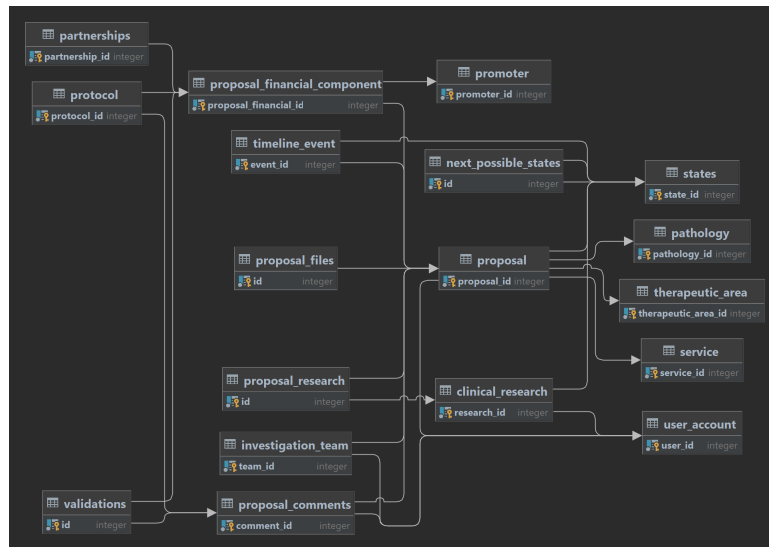 partnerships
partnership_id integer
protocol
protocol_id integer
proposal_financial_component
proposal_financial_id integer
promoter
promoter_id integer
timeline_event
event_id integer
next_possible_states
id integer
states
state_id integer
proposal_files
id integer
proposal
proposal_id integer
pathology
pathology_id integer
therapeutic_area
therapeutic_area_id integer
service
service_id integer
proposal_research
id integer
clinical_research
research_id integer
user_account
user_id integer
investigation_team
team_id integer
validations
id integer
proposal_comments
comment_id integer